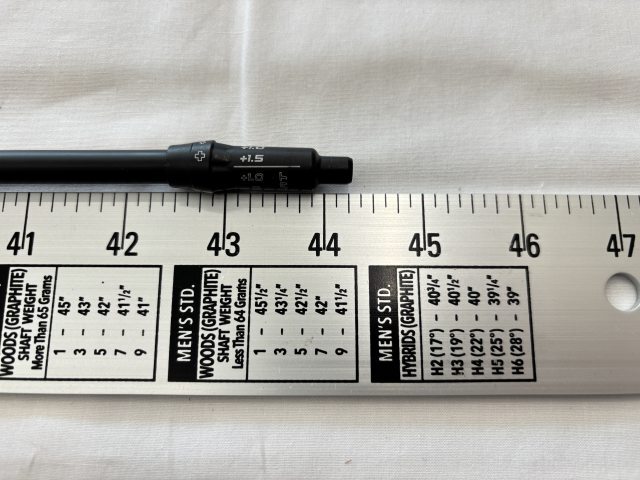 +1.5
41 42 43 44 45 46 47
WOODS (GRAPHITE)
SHAFT WEIGHT
More Than 65 Grams
1 – 45"
3 – 43"
5 – 42"
7 – 41½"
9 – 41"
MEN'S STD.
WOODS (GRAPHITE)
SHAFT WEIGHT
Less Than 64 Grams
1 – 45½"
3 – 43¼"
5 – 42½"
7 – 42"
9 – 41½"
MEN'S STD.
HYBRIDS (GRAPHITE)
H2 (17°) – 40¾"
H3 (19°) – 40½"
H4 (22°) – 40"
H5 (25°) – 39¼"
H6 (28°) – 39"